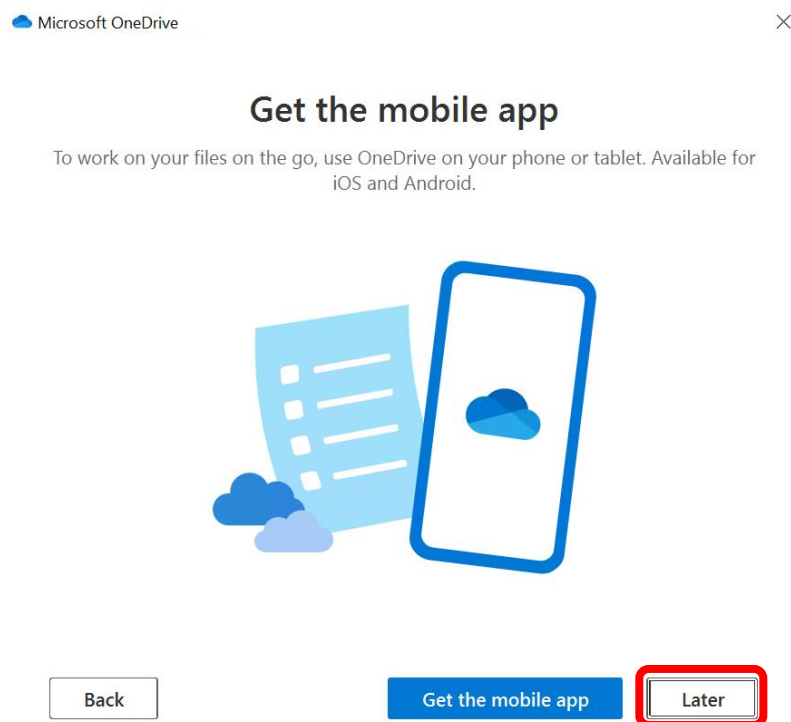 Microsoft OneDrive
Get the mobile app
To work on your files on the go, use OneDrive on your phone or tablet. Available for
iOS and Android.
Back
Get the mobile app
Later